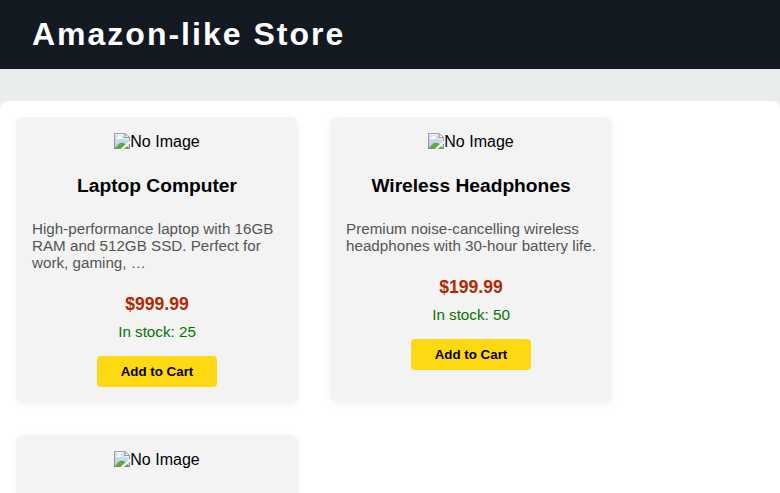 Amazon-like Store
No Image
Laptop Computer
High-performance laptop with 16GB
RAM and 512GB SSD. Perfect for
work, gaming, …
$999.99
In stock: 25
Add to Cart
No Image
Wireless Headphones
Premium noise-cancelling wireless
headphones with 30-hour battery life.
$199.99
In stock: 50
Add to Cart
No Image